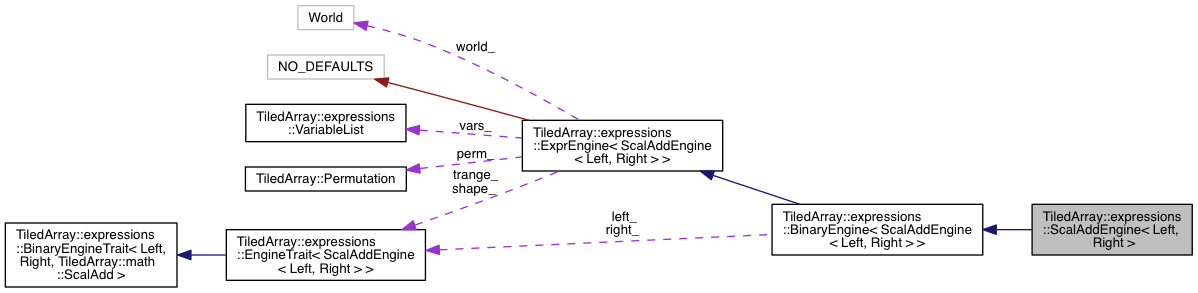 World
world_
NO_DEFAULTS
TiledArray::expressions
::VariableList
vars_
TiledArray::expressions
::ExprEngine< ScalAddEngine
< Left, Right > >
perm_
TiledArray::Permutation
trange_
shape_
TiledArray::expressions
::BinaryEngineTrait< Left,
Right, TiledArray::math
::ScalAdd >
TiledArray::expressions
::EngineTrait< ScalAddEngine
< Left, Right > >
left_
right_
TiledArray::expressions
::BinaryEngine< ScalAddEngine
< Left, Right > >
TiledArray::expressions
::ScalAddEngine< Left,
Right >